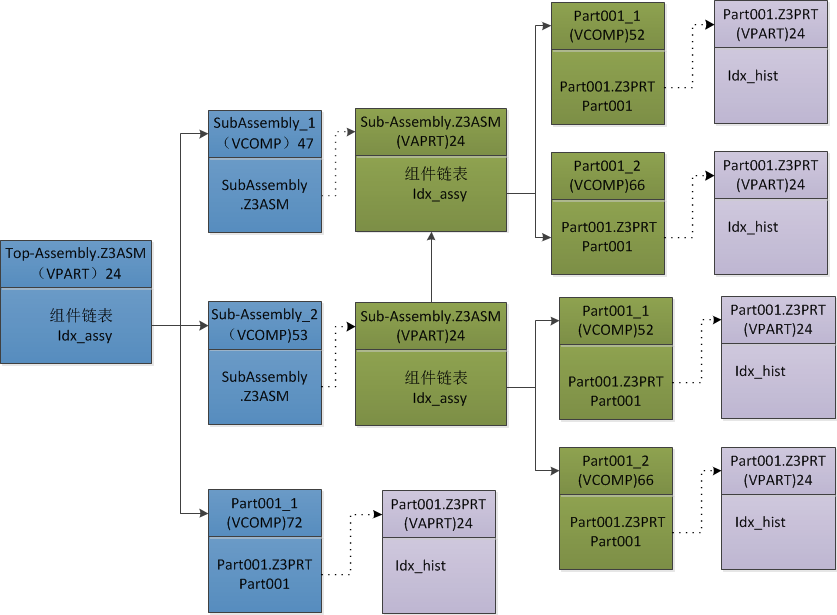 Top-Assembly.Z3ASM
（VPART）24
组件链表
Idx_assy
SubAssembly_1
（VCOMP）47
SubAssembly
.Z3ASM
Sub-Assembly.Z3ASM
(VAPRT)24
组件链表
Idx_assy
Part001_1
(VCOMP)52
Part001.Z3PRT
Part001
Part001.Z3PRT
(VPART)24
Idx_hist
Part001_2
(VCOMP)66
Part001.Z3PRT
Part001
Part001.Z3PRT
(VPART)24
Idx_hist
Sub-Assembly_2
（VCOMP)53
SubAssembly
.Z3ASM
Sub-Assembly.Z3ASM
(VPART)24
组件链表
Idx_assy
Part001_1
(VCOMP)52
Part001.Z3PRT
Part001
Part001.Z3PRT
(VPART)24
Idx_hist
Part001_2
(VCOMP)66
Part001.Z3PRT
Part001
Part001.Z3PRT
(VPART)24
Idx_hist
Part001_1
(VCOMP)72
Part001.Z3PRT
Part001
Part001.Z3PRT
(VAPRT)24
Idx_hist